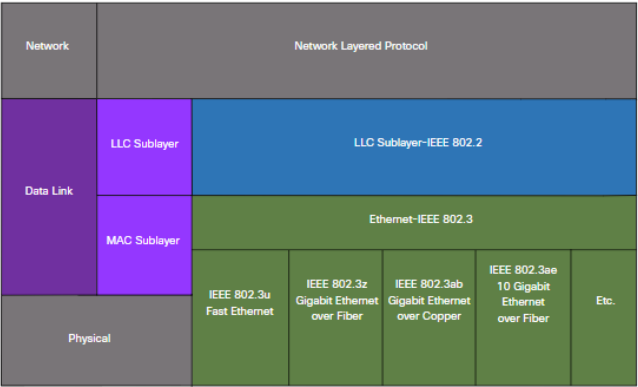 Network
Network Layered Protocol
Data Link
LLC Sublayer
LLC Sublayer-IEEE 802.2
MAC Sublayer
Ethernet-IEEE 802.3
Physical
IEEE 802.3u
Fast Ethernet
IEEE 802.3z
Gigabit Ethernet
over Fiber
IEEE 802.3ab
Gigabit Ethernet
over Copper
IEEE 802.3ae
10 Gigabit
Ethernet
over Fiber
Etc.